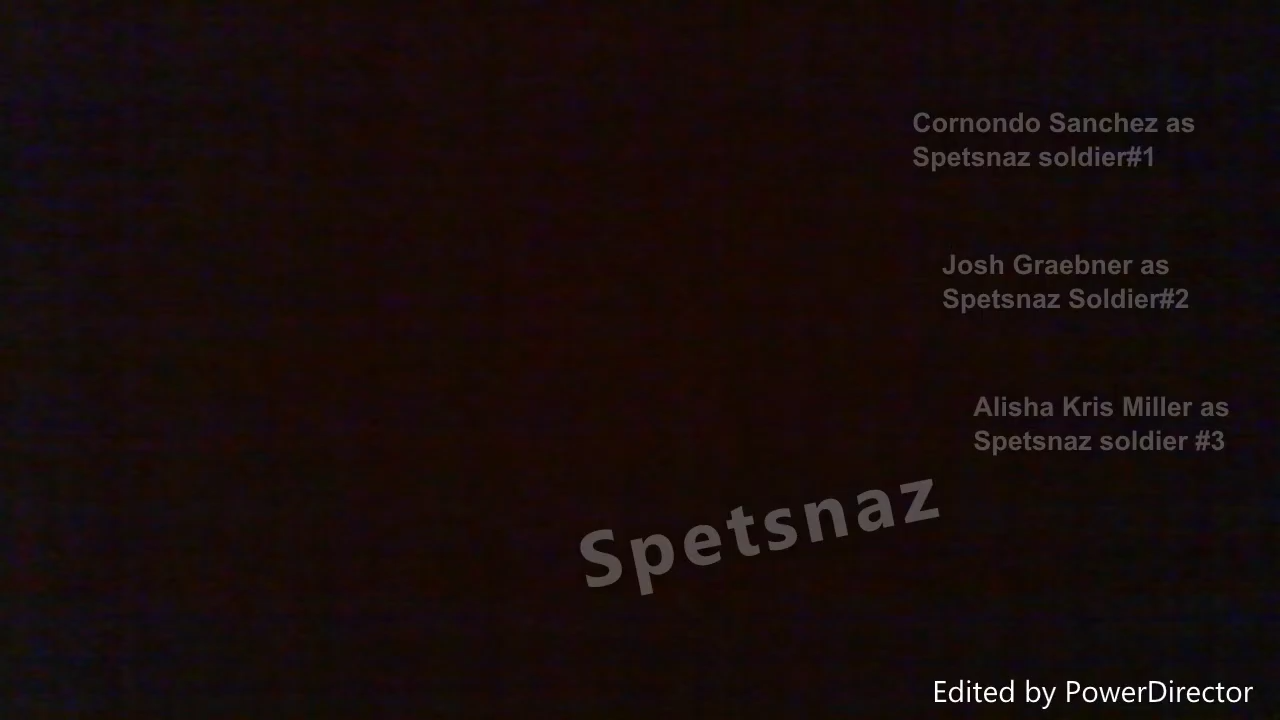 Cornondo Sanchez as
Spetsnaz soldier#1
Josh Graebner as
Spetsnaz Soldier#2
Alisha Kris Miller as
Spetsnaz soldier #3
Spetsnaz
Edited by PowerDirector